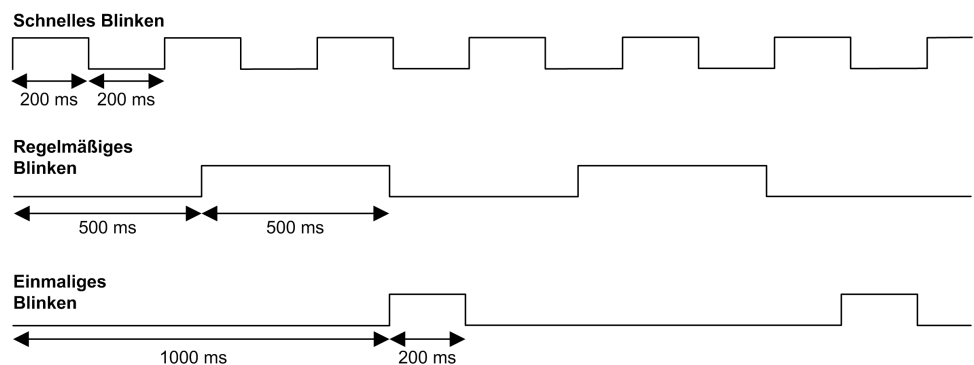 Schnelles Blinken
200 ms
200 ms
Regelmäßiges
Blinken
500 ms
500 ms
Einmaliges
Blinken
1000 ms
200 ms